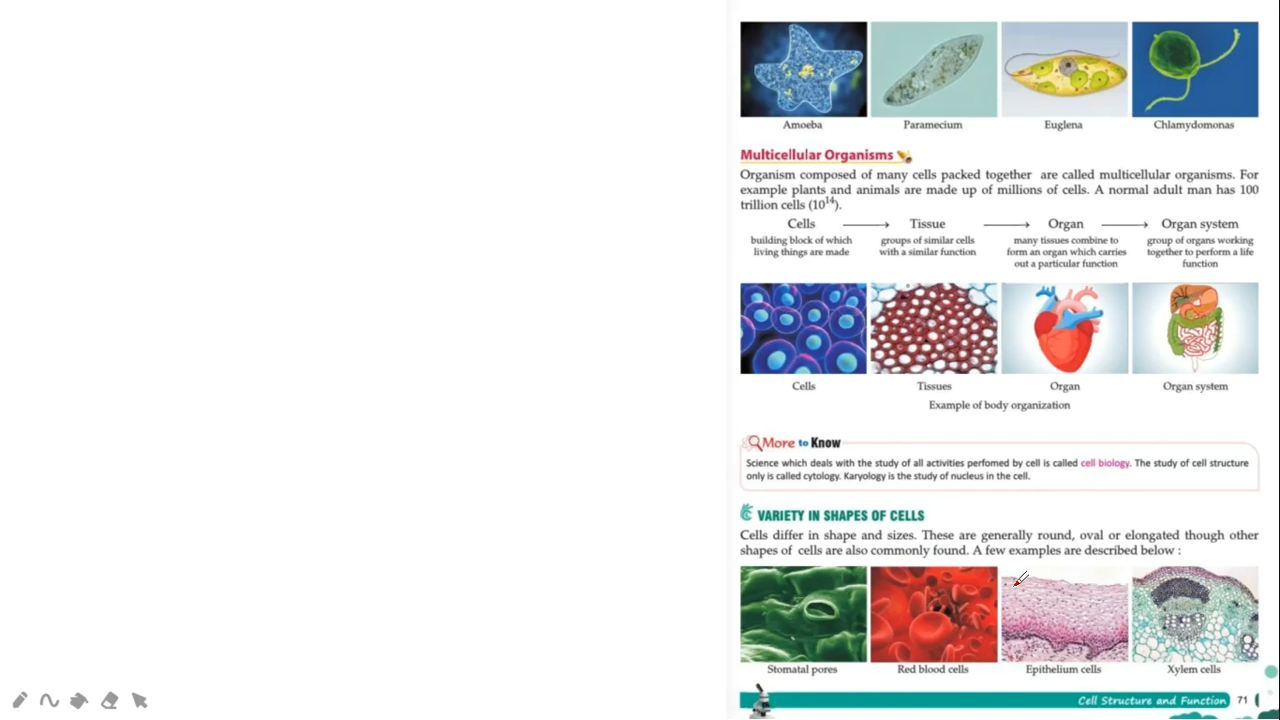 Amoeba Paramecium Euglena Chlamydomonas
Multicellular Organisms
Organism composed of many cells packed together are called multicellular organisms. For
example plants and animals are made up of millions of cells. A normal adult man has 100
trillion cells (10¹⁴).
Cells Tissue Organ Organ system
building block of which
living things are made
groups of similar cells
with a similar function
many tissues combine to
form an organ which carries
out a particular function
group of organs working
together to perform a life
function
Cells Tissues Organ Organ system
Example of body organization
More to Know
Science which deals with the study of all activities perfomed by cell is called cell biology. The study of cell structure
only is called cytology. Karyology is the study of nucleus in the cell.
VARIETY IN SHAPES OF CELLS
Cells differ in shape and sizes. These are generally round, oval or elongated though other
shapes of cells are also commonly found. A few examples are described below :
Stomatal pores Red blood cells Epithelium cells Xylem cells
Cell Structure and Function 71